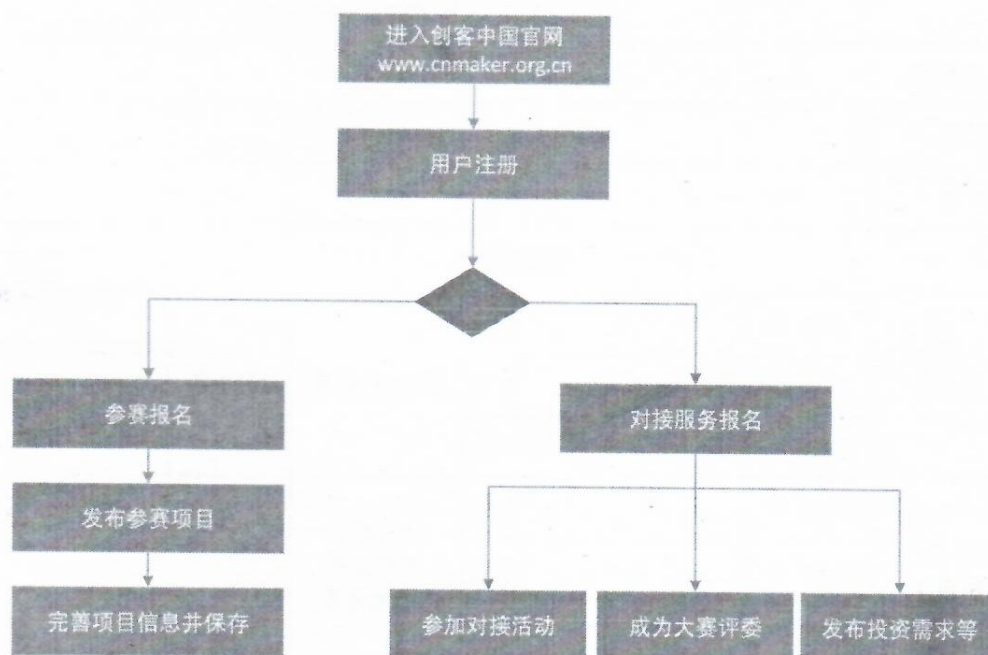 进入创客中国官网
www.cnmaker.org.cn
用户注册
参赛报名
对接服务报名
发布参赛项目
完善项目信息并保存
参加对接活动
成为大赛评委
发布投资需求等